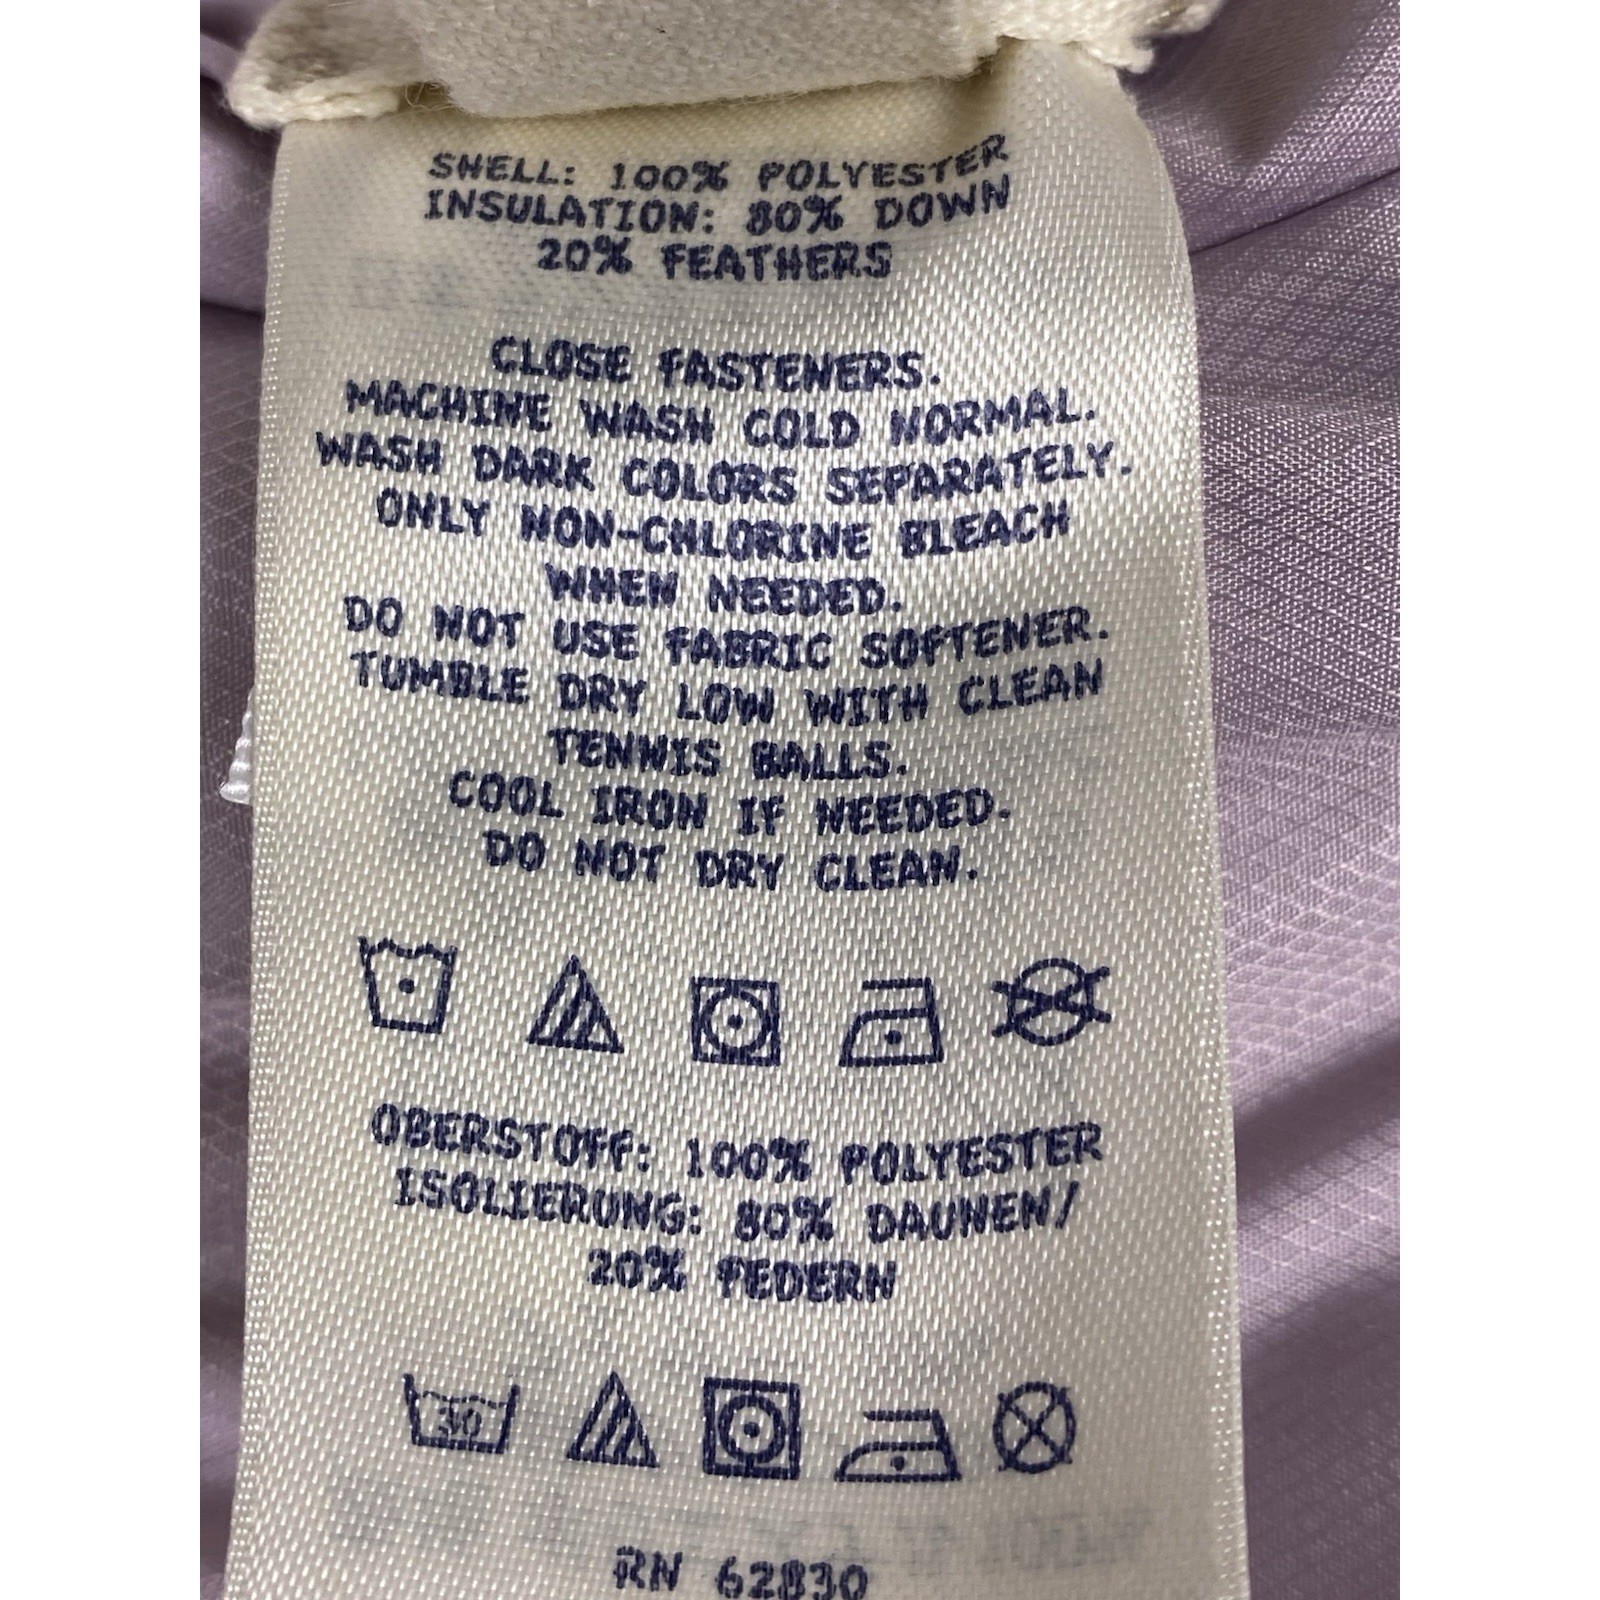 SHELL: 100% POLYESTER
INSULATION: 80% DOWN
20% FEATHERS
CLOSE FASTENERS.
MACHINE WASH COLD NORMAL.
WASH DARK COLORS SEPARATELY.
ONLY NON-CHLORINE BLEACH
WHEN NEEDED.
DO NOT USE FABRIC SOFTENER.
TUMBLE DRY LOW WITH CLEAN
TENNIS BALLS.
COOL IRON IF NEEDED.
DO NOT DRY CLEAN.
OBERSTOFF: 100% POLYESTER
ISOLIERUNG: 80% DAUNEN/
20% FEDERN
30
RN 62830